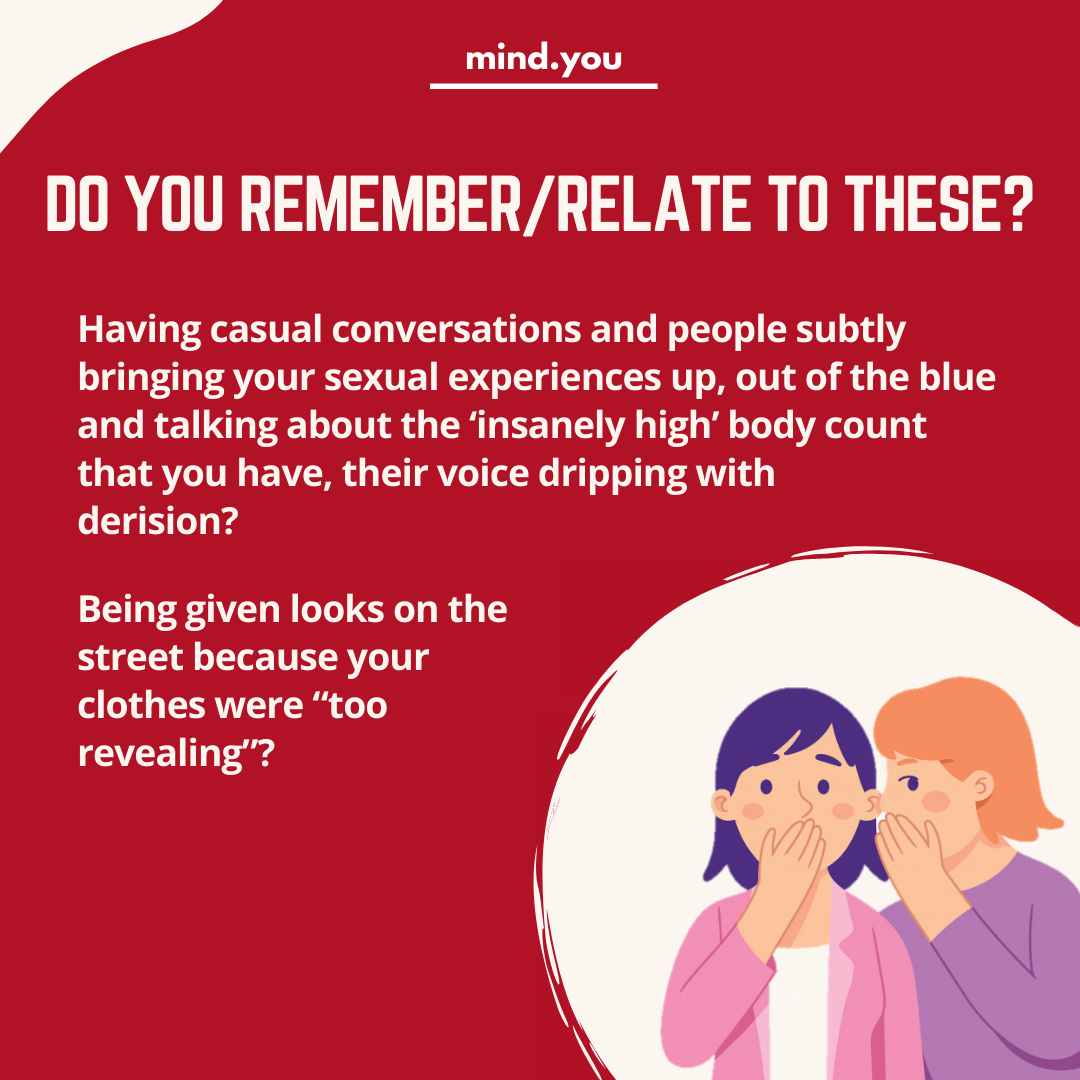 mind.you
DO YOU REMEMBER/RELATE TO THESE?
Having casual conversations and people subtly
bringing your sexual experiences up, out of the blue
and talking about the ‘insanely high’ body count
that you have, their voice dripping with
derision?
Being given looks on the
street because your
clothes were “too
revealing”?